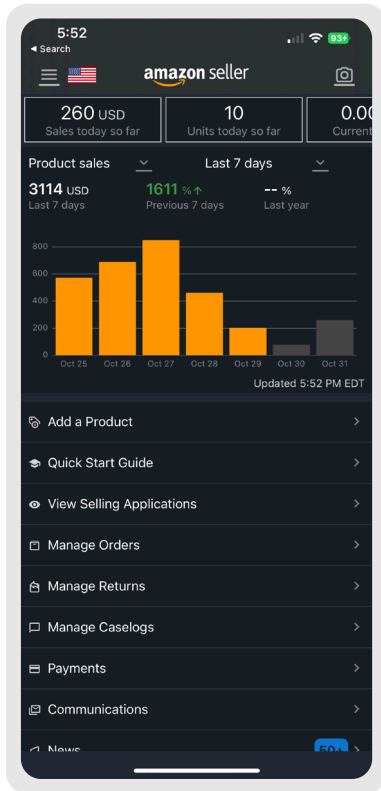 5:52
93+
Search
amazon seller
260 USD
Sales today so far
10
Units today so far
0.00
Current
Product sales
Last 7 days
3114 USD
Last 7 days
1611 %↑
Previous 7 days
-- %
Last year
800
600
400
200
0
Oct 25 Oct 26 Oct 27 Oct 28 Oct 29 Oct 30 Oct 31
Updated 5:52 PM EDT
Add a Product
Quick Start Guide
View Selling Applications
Manage Orders
Manage Returns
Manage Caselogs
Payments
Communications
News
50+